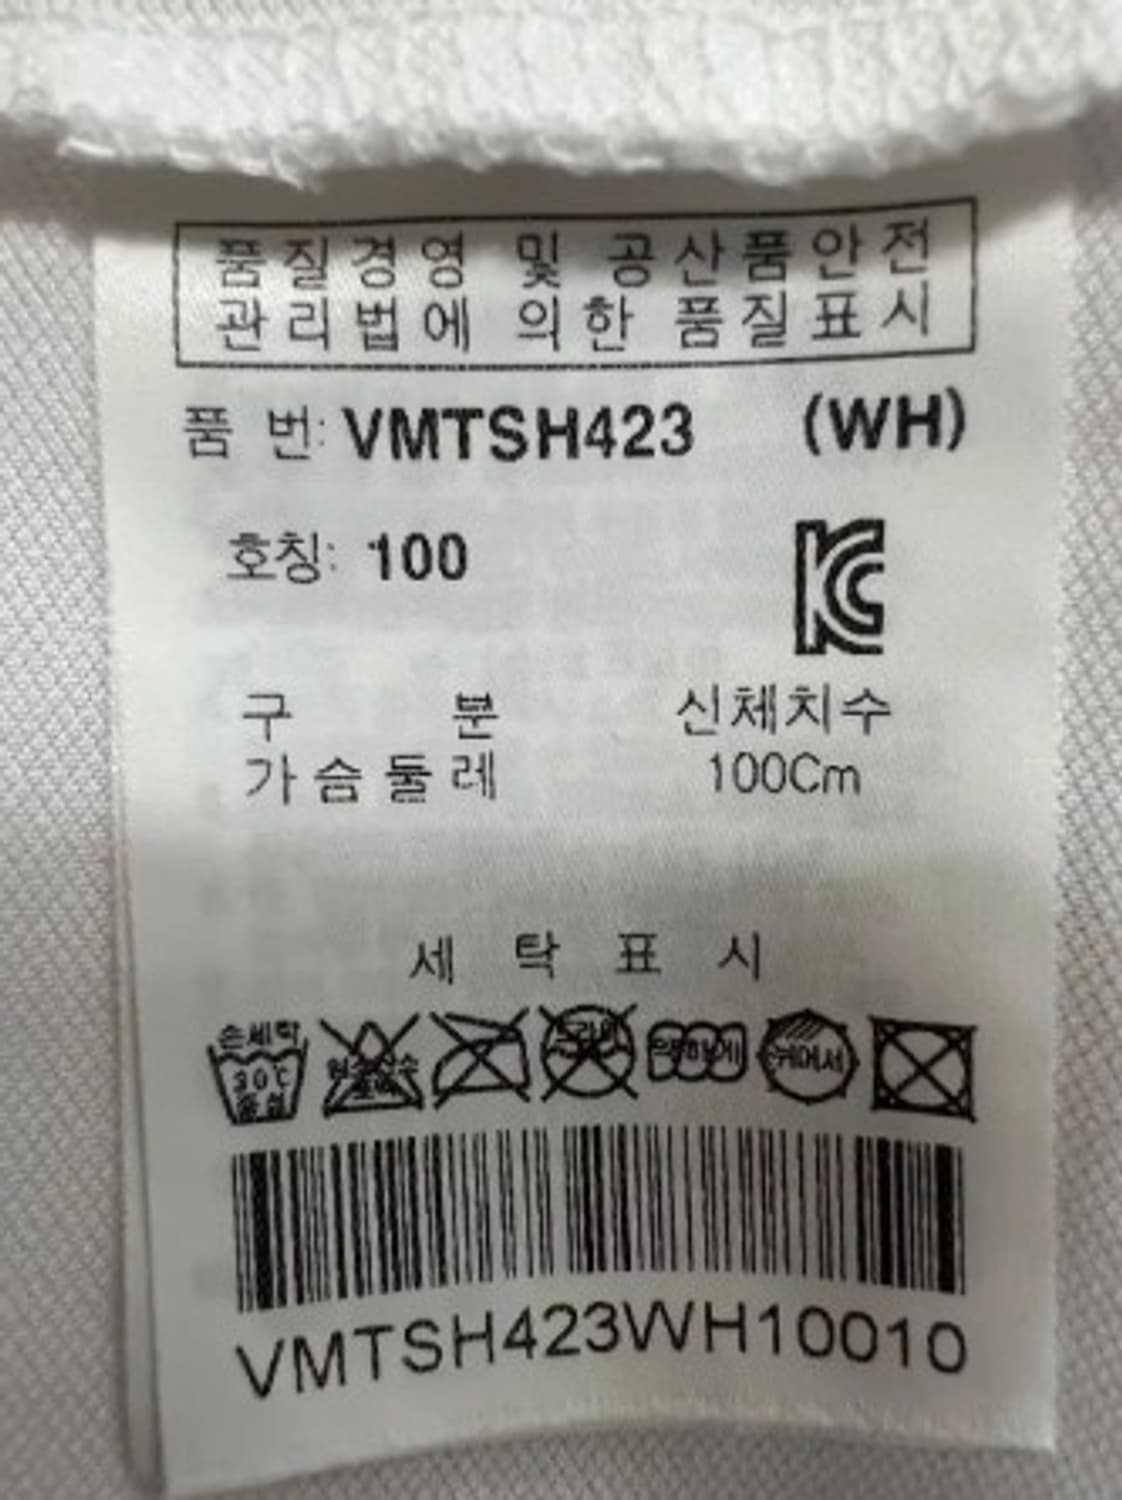 품질경영 및 공산품안전
관리법에 의한 품질표시
품 번: VMTSH423 (WH)
호칭: 100
구 분 신체치수
가슴둘레 100Cm
세 탁 표 시
손세탁
30℃
중성
약하게
VMTSH423WH10010